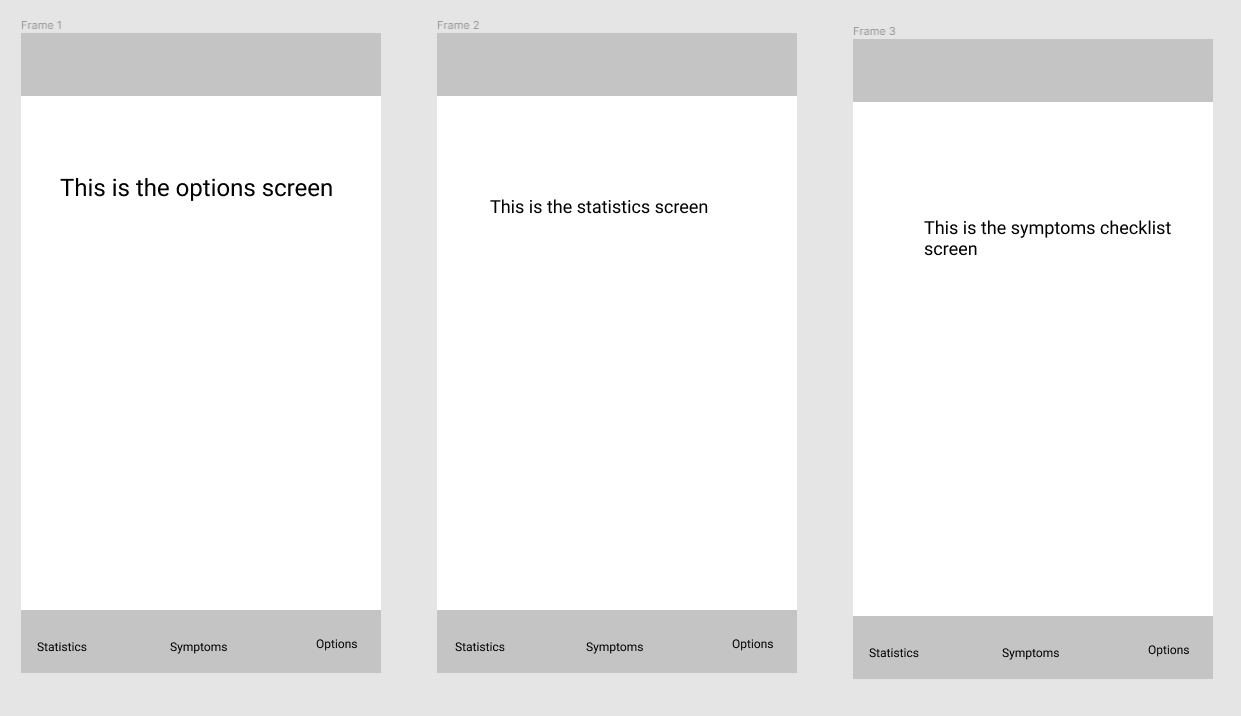 Frame 1
This is the options screen
Statistics
Symptoms
Options
Frame 2
This is the statistics screen
Statistics
Symptoms
Options
Frame 3
This is the symptoms checklist
screen
Statistics
Symptoms
Options